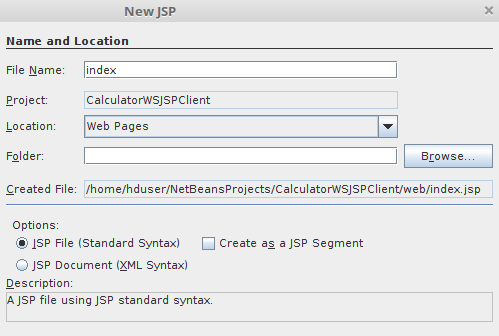 New JSP
Name and Location
File Name: index
Project: CalculatorWSJSPClient
Location: Web Pages
Folder: Browse...
Created File: /home/hduser/NetBeansProjects/CalculatorWSJSPClient/web/index.jsp
Options:
JSP File (Standard Syntax) Create as a JSP Segment
JSP Document (XML Syntax)
Description:
A JSP file using JSP standard syntax.